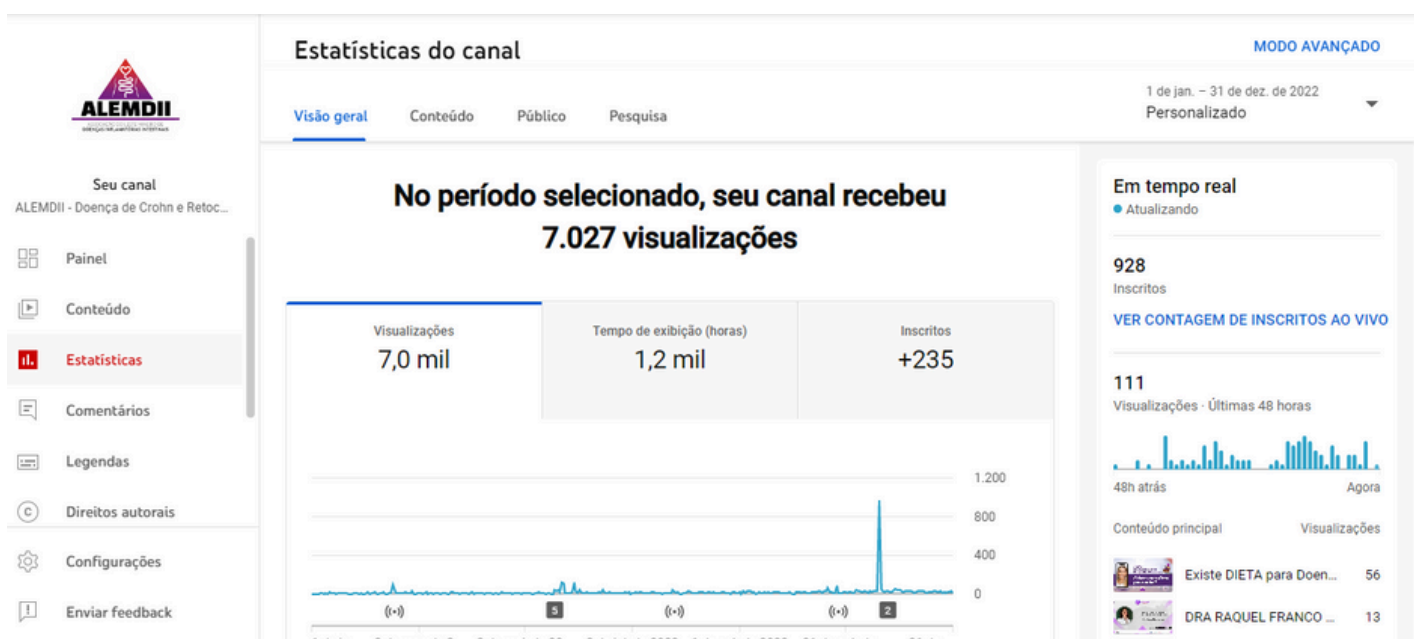 ALEMDII
Seu canal
ALEMDII - Doença de Crohn e Retoc...
Painel
Conteúdo
Estatísticas
Comentários
Legendas
Direitos autorais
Configurações
Enviar feedback
Estatísticas do canal
MODO AVANÇADO
Visão geral Conteúdo Público Pesquisa
1 de jan. – 31 de dez. de 2022
Personalizado
No período selecionado, seu canal recebeu
7.027 visualizações
Visualizações
7,0 mil
Tempo de exibição (horas)
1,2 mil
Inscritos
+235
1.200
800
400
0
5
2
Em tempo real
Atualizando
928
Inscritos
VER CONTAGEM DE INSCRITOS AO VIVO
111
Visualizações · Últimas 48 horas
48h atrás Agora
Conteúdo principal Visualizações
Existe DIETA para Doen... 56
DRA RAQUEL FRANCO ... 13